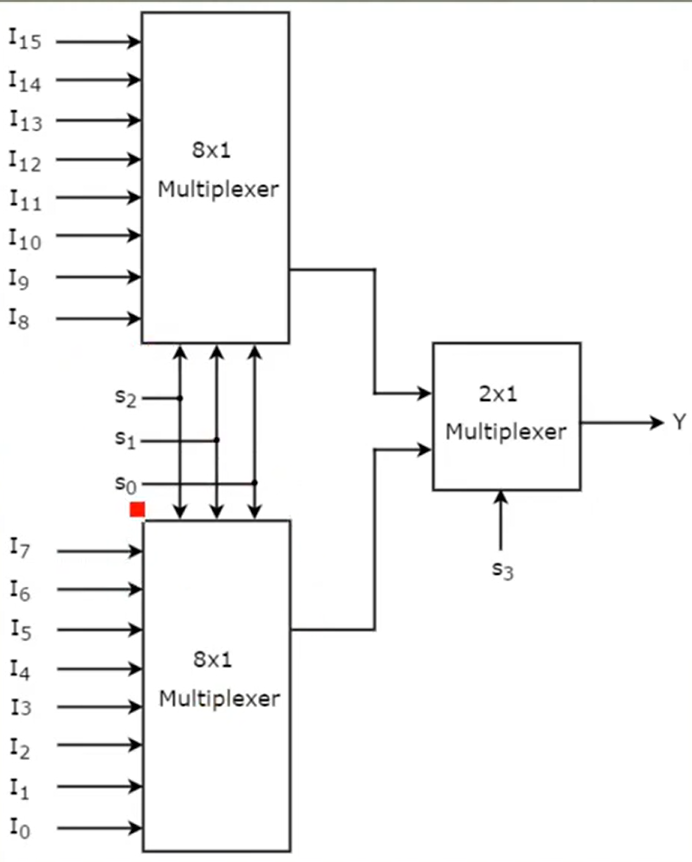 I15
I14
I13
I12
I11
I10
I9
I8
8x1
Multiplexer
s2
s1
s0
2x1
Multiplexer
Y
s3
I7
I6
I5
I4
I3
I2
I1
I0
8x1
Multiplexer